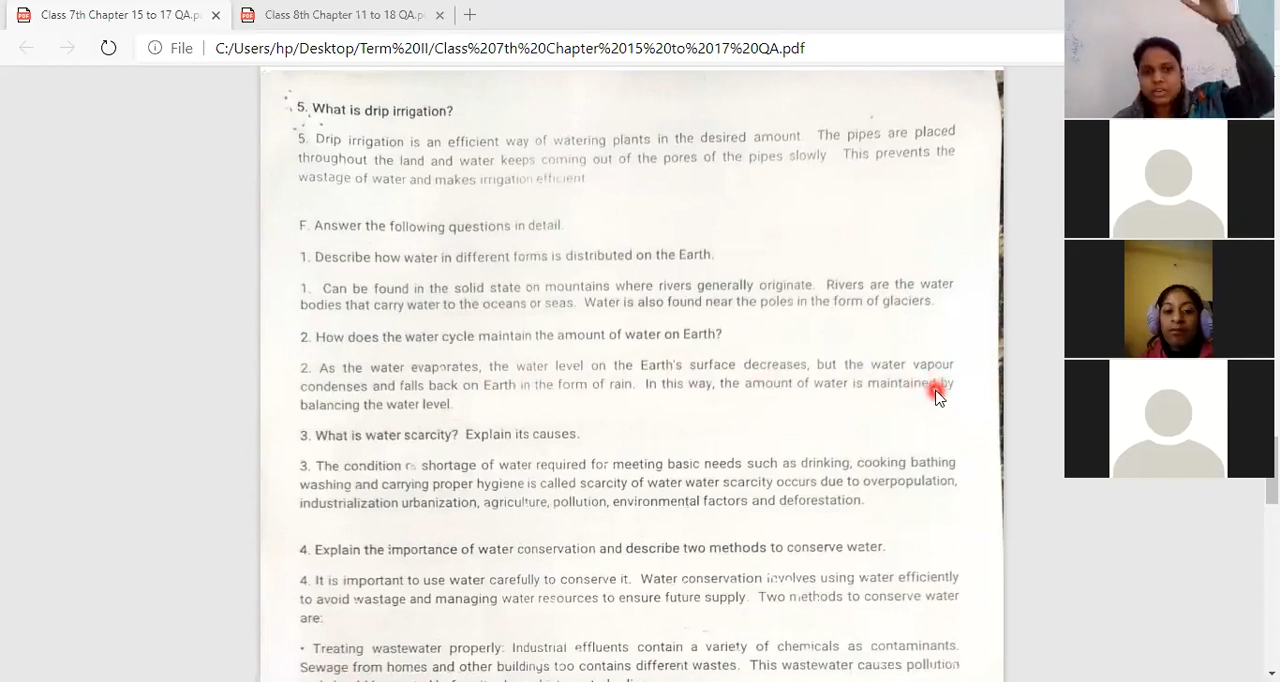 Class 7th Chapter 15 to 17 QA.p
Class 8th Chapter 11 to 18 QA.p
File
C:/Users/hp/Desktop/Term%20II/Class%207th%20Chapter%2015%20to%2017%20QA.pdf
5. What is drip irrigation?
5. Drip irrigation is an efficient way of watering plants in the desired amount. The pipes are placed
throughout the land and water keeps coming out of the pores of the pipes slowly. This prevents the
wastage of water and makes irrigation efficient
F. Answer the following questions in detail.
1. Describe how water in different forms is distributed on the Earth.
1. Can be found in the solid state on mountains where rivers generally originate. Rivers are the water
bodies that carry water to the oceans or seas. Water is also found near the poles in the form of glaciers.
2. How does the water cycle maintain the amount of water on Earth?
2. As the water evaporates, the water level on the Earth's surface decreases, but the water vapour
condenses and falls back on Earth in the form of rain. In this way, the amount of water is maintained by
balancing the water level.
3. What is water scarcity? Explain its causes.
3. The condition shortage of water required for meeting basic needs such as drinking, cooking bathing
washing and carrying proper hygiene is called scarcity of water water scarcity occurs due to overpopulation,
industrialization urbanization, agriculture, pollution, environmental factors and deforestation.
4. Explain the importance of water conservation and describe two methods to conserve water.
4. It is important to use water carefully to conserve it. Water conservation involves using water efficiently
to avoid wastage and managing water resources to ensure future supply. Two methods to conserve water
are:
• Treating wastewater properly: Industrial effluents contain a variety of chemicals as contaminants.
Sewage from homes and other buildings too contains different wastes. This wastewater causes pollution